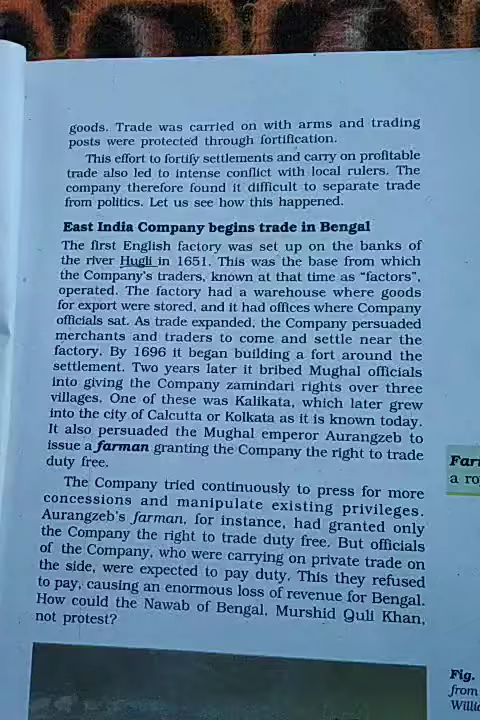 goods. Trade was carried on with arms and trading
posts were protected through fortification.
This effort to fortify settlements and carry on profitable
trade also led to intense conflict with local rulers. The
company therefore found it difficult to separate trade
from politics. Let us see how this happened.
East India Company begins trade in Bengal
The first English factory was set up on the banks of
the river Hugli in 1651. This was the base from which
the Company's traders, known at that time as "factors",
operated. The factory had a warehouse where goods
for export were stored, and it had offices where Company
officials sat. As trade expanded, the Company persuaded
merchants and traders to come and settle near the
factory. By 1696 it began building a fort around the
settlement. Two years later it bribed Mughal officials
into giving the Company zamindari rights over three
villages. One of these was Kalikata, which later grew
into the city of Calcutta or Kolkata as it is known today.
It also persuaded the Mughal emperor Aurangzeb to
issue a farman granting the Company the right to trade
duty free.
The Company tried continuously to press for more
concessions and manipulate existing privileges.
Aurangzeb's farman, for instance, had granted only
the Company the right to trade duty free. But officials
of the Company, who were carrying on private trade on
the side, were expected to pay duty. This they refused
to pay, causing an enormous loss of revenue for Bengal.
How could the Nawab of Bengal, Murshid Quli Khan,
not protest?
a
Fig.
from